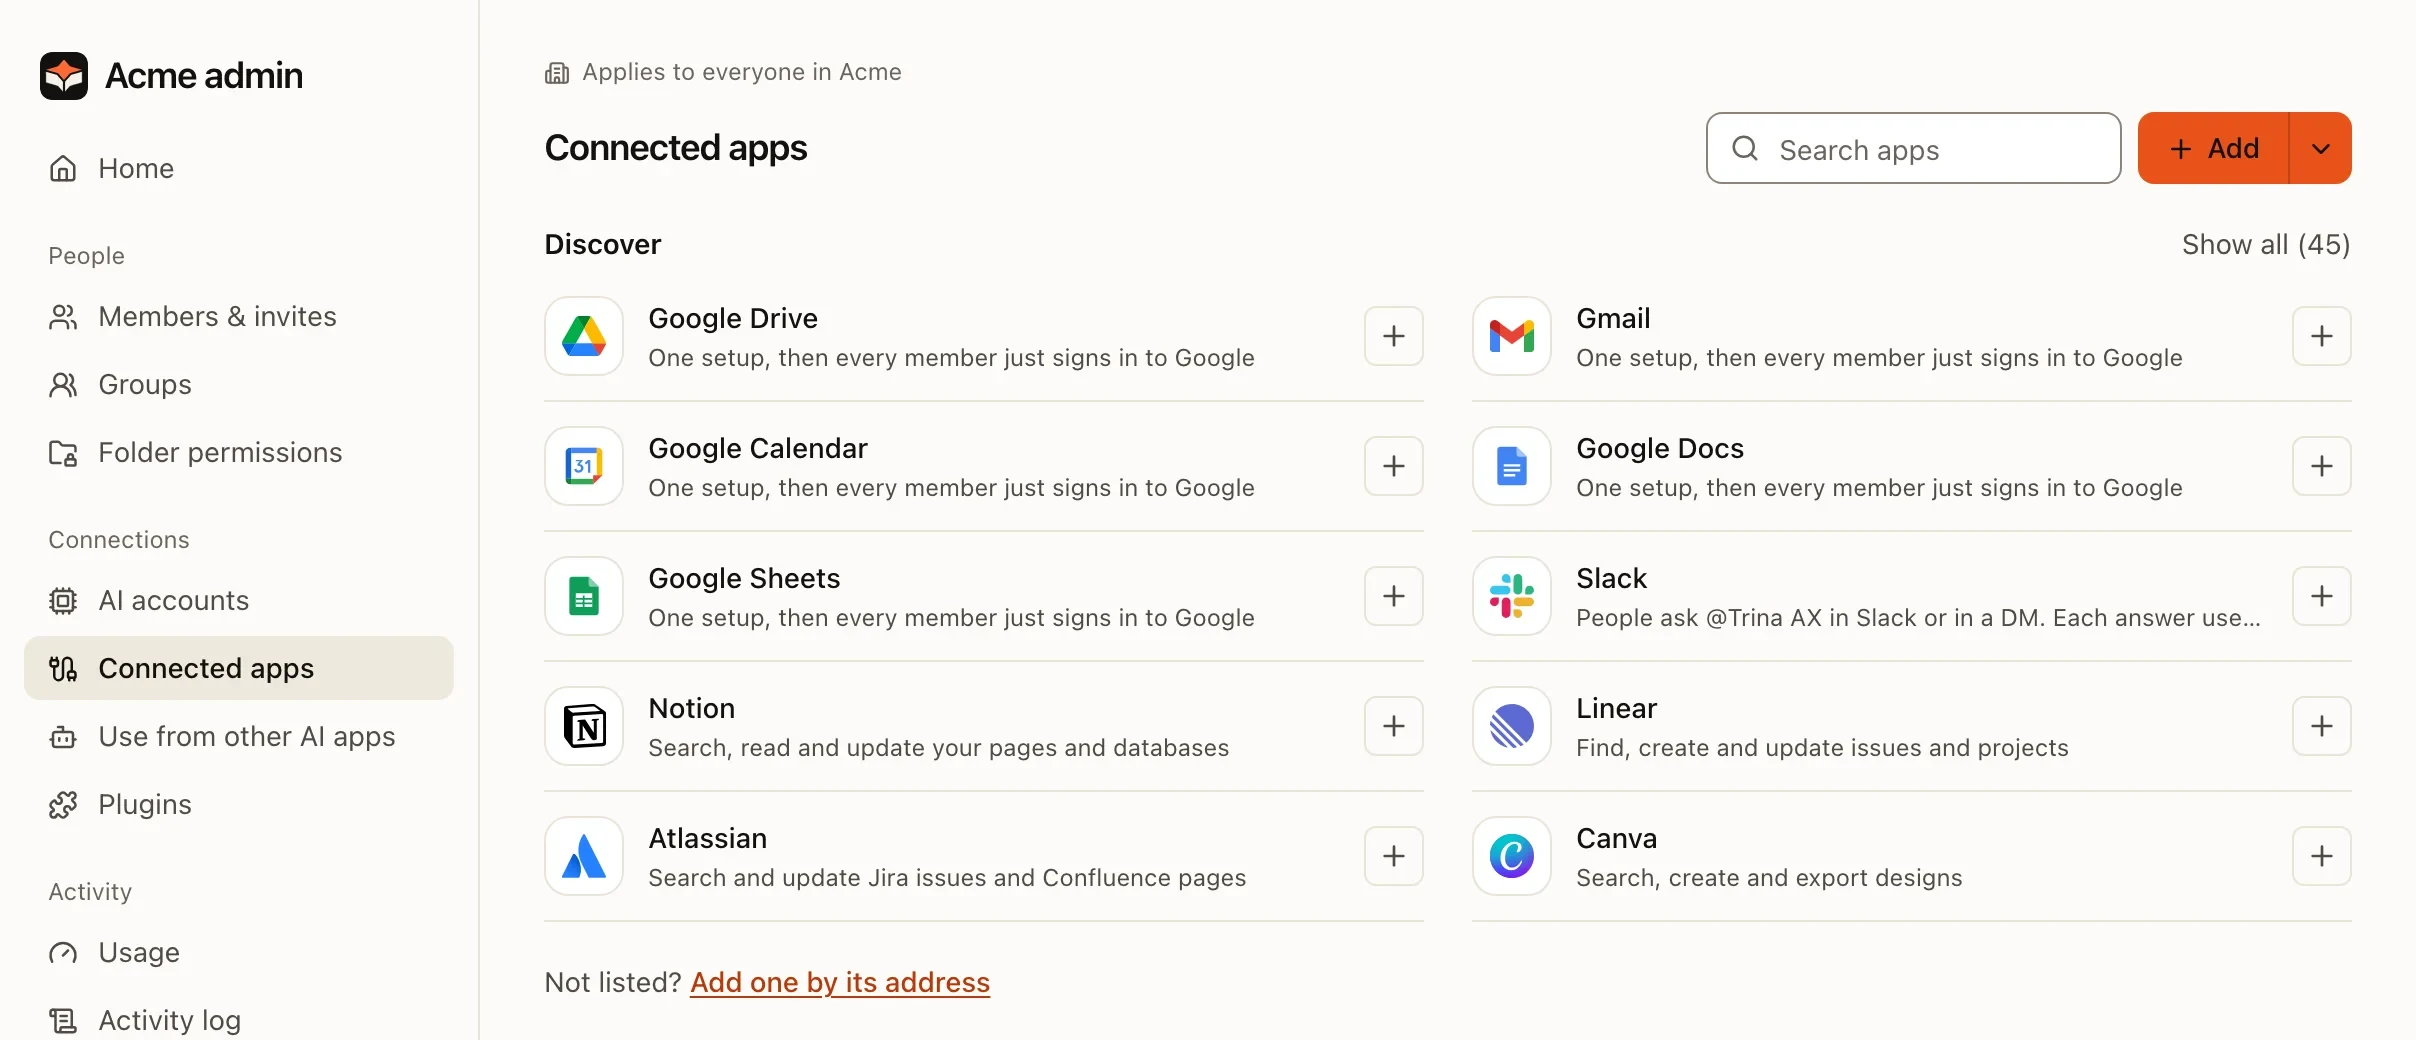 Acme admin
Home
People
Members & invites
Groups
Folder permissions
Connections
AI accounts
Connected apps
Use from other AI apps
Plugins
Activity
Usage
Activity log
Applies to everyone in Acme
Connected apps
Search apps
Add
Discover
Show all (45)
Google Drive
One setup, then every member just signs in to Google
Gmail
One setup, then every member just signs in to Google
31
Google Calendar
One setup, then every member just signs in to Google
Google Docs
One setup, then every member just signs in to Google
Google Sheets
One setup, then every member just signs in to Google
Slack
People ask @Trina AX in Slack or in a DM. Each answer use...
Notion
Search, read and update your pages and databases
Linear
Find, create and update issues and projects
Atlassian
Search and update Jira issues and Confluence pages
Canva
Search, create and export designs
Not listed? Add one by its address